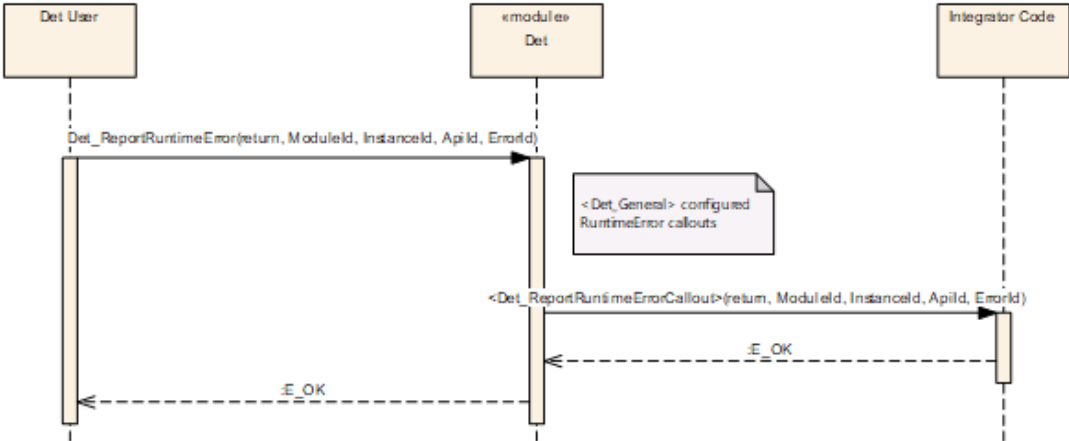 Det User
«module»
Det
Integrator Code
Det_ReportRuntimeError(return, ModuleId, InstanceId, ApiId, ErrorId)
<Det_General> configured
RuntimeError callouts
<Det_ReportRuntimeErrorCallout>(return, ModuleId, InstanceId, ApiId, ErrorId)
:E_OK
:E_OK